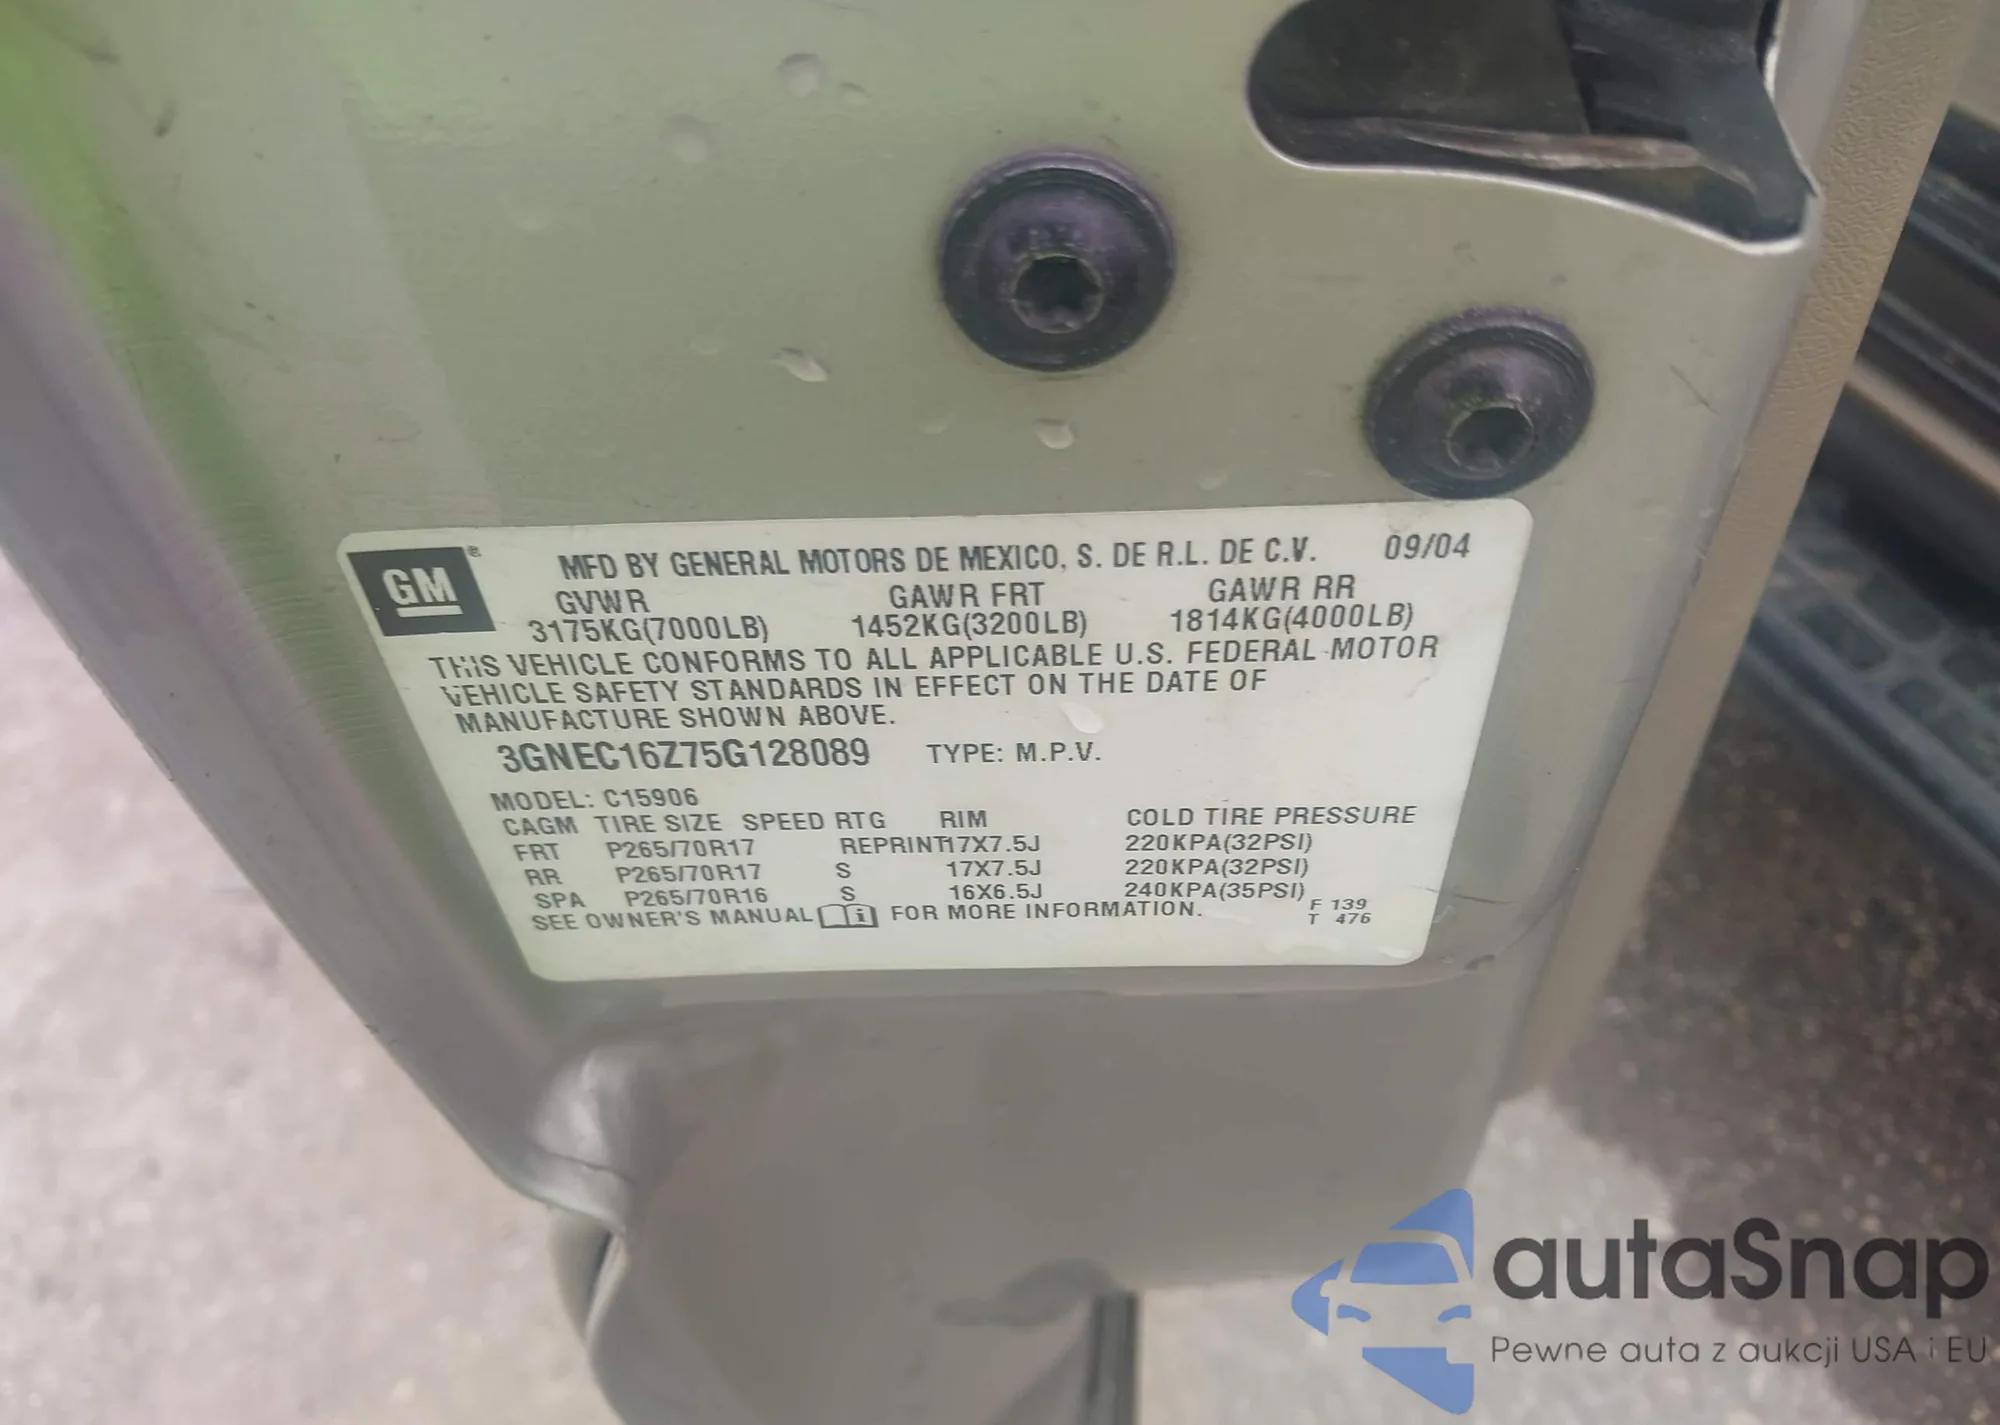 GM®
MFD BY GENERAL MOTORS DE MEXICO, S. DE R.L. DE C.V. 09/04
GVWR GAWR FRT GAWR RR
3175KG(7000LB) 1452KG(3200LB) 1814KG(4000LB)
THIS VEHICLE CONFORMS TO ALL APPLICABLE U.S. FEDERAL MOTOR
VEHICLE SAFETY STANDARDS IN EFFECT ON THE DATE OF
MANUFACTURE SHOWN ABOVE.
3GNEC16Z75G128089 TYPE: M.P.V.
MODEL: C15906
CAGM TIRE SIZE SPEED RTG RIM COLD TIRE PRESSURE
FRT P265/70R17 REPRINT17X7.5J 220KPA(32PSI)
RR P265/70R17 S 17X7.5J 220KPA(32PSI)
SPA P265/70R16 S 16X6.5J 240KPA(35PSI)
SEE OWNER'S MANUAL i FOR MORE INFORMATION.
F 139
T 476
autaSnap
Pewne auta z aukcji USA i EU